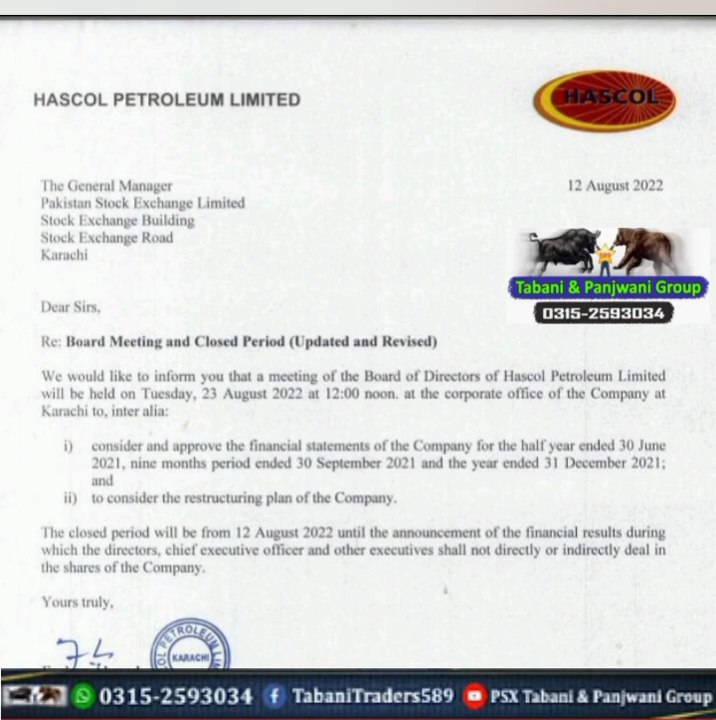 HASCOL PETROLEUM LIMITED
HASCOL
The General Manager
12 August 2022
Pakistan Stock Exchange Limited
Stock Exchange Building
Stock Exchange Road
Karachi
Tabani & Panjwani Group
0315-2593034
Dear Sirs,
Re: Board Meeting and Closed Period (Updated and Revised)
We would like to inform you that a meeting of the Board of Directors of Hascol Petroleum Limited
will be held on Tuesday, 23 August 2022 at 12:00 noon. at the corporate office of the Company at
Karachi to, inter alia:
i) consider and approve the financial statements of the Company for the half year ended 30 June
2021, nine months period ended 30 September 2021 and the year ended 31 December 2021;
and
ii) to consider the restructuring plan of the Company.
The closed period will be from 12 August 2022 until the announcement of the financial results during
which the directors, chief executive officer and other executives shall not directly or indirectly deal in
the shares of the Company.
Yours truly,
PETROLEUM
KARACHI
0315-2593034 f TabaniTraders589 PSX Tabani & Panjwani Group